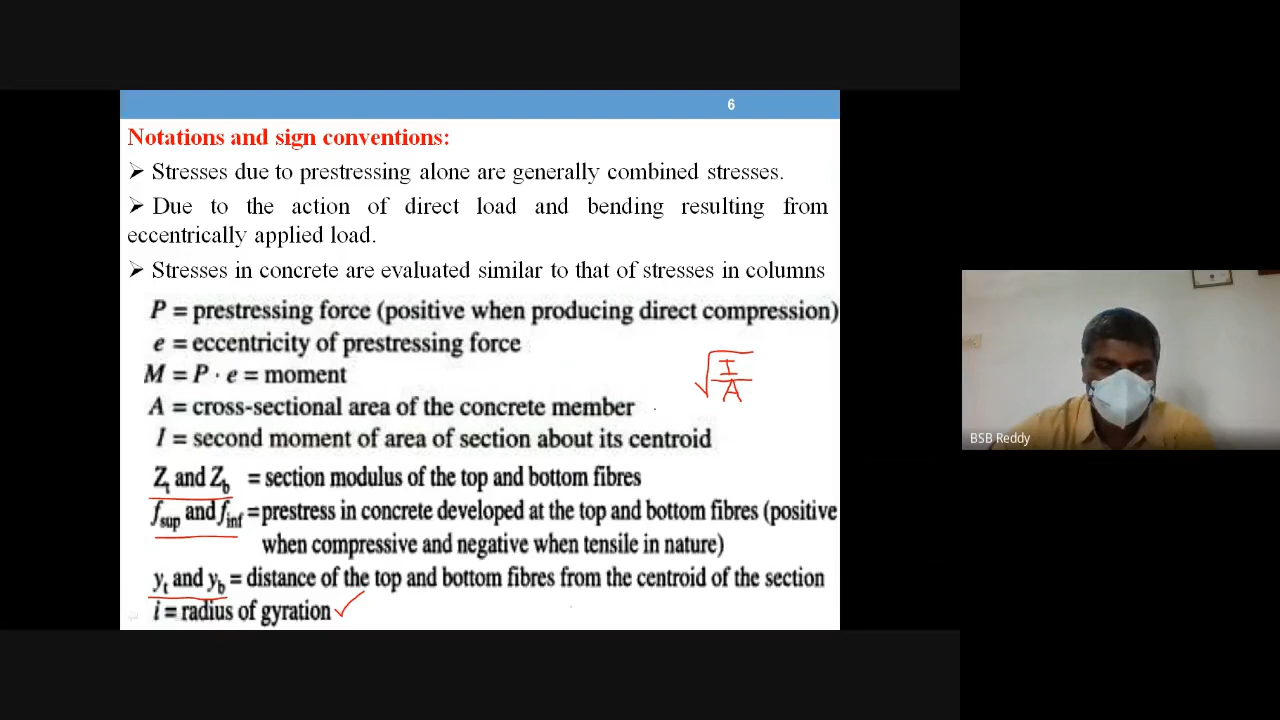 6
Notations and sign conventions:
➢ Stresses due to prestressing alone are generally combined stresses.
➢ Due to the action of direct load and bending resulting from
eccentrically applied load.
➢ Stresses in concrete are evaluated similar to that of stresses in columns
P = prestressing force (positive when producing direct compression)
e = eccentricity of prestressing force
M = P · e = moment
√(I/A)
A = cross-sectional area of the concrete member
I = second moment of area of section about its centroid
Zt and Zb = section modulus of the top and bottom fibres
fsup and finf = prestress in concrete developed at the top and bottom fibres (positive
when compressive and negative when tensile in nature)
yt and yb = distance of the top and bottom fibres from the centroid of the section
i = radius of gyration ✓
BSB Reddy